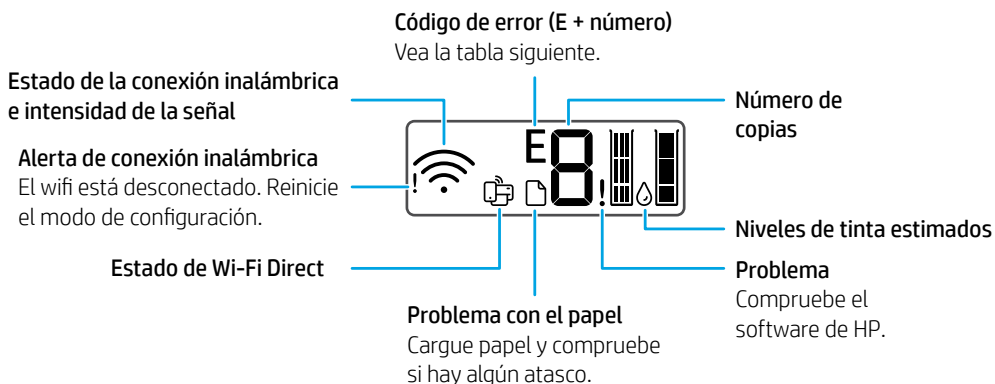 Código de error (E + número)
Vea la tabla siguiente.
Estado de la conexión inalámbrica
e intensidad de la señal
Número de
copias
E8
!
!
Alerta de conexión inalámbrica
El wifi está desconectado. Reinicie
el modo de configuración.
Niveles de tinta estimados
Estado de Wi-Fi Direct
Problema
Compruebe el
software de HP.
Problema con el papel
Cargue papel y compruebe
si hay algún atasco.